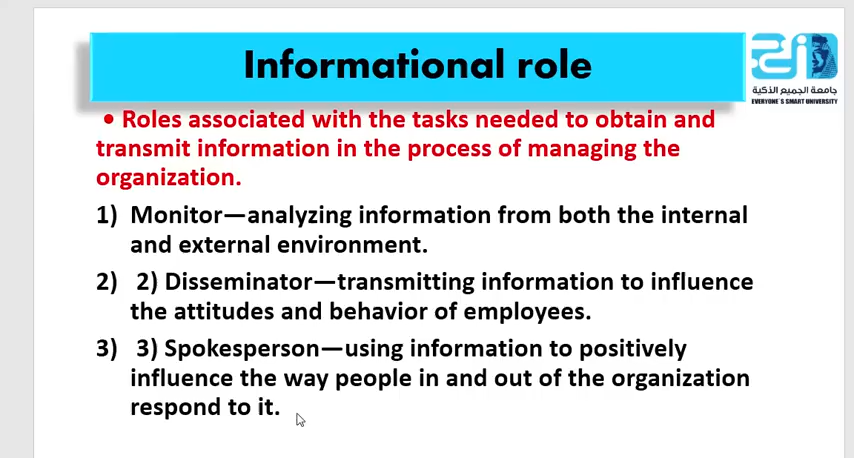 Informational role
جامعة الجميع الذكية
EVERYONE`S SMART UNIVERSITY
• Roles associated with the tasks needed to obtain and
transmit information in the process of managing the
organization.
1) Monitor—analyzing information from both the internal
and external environment.
2) 2) Disseminator—transmitting information to influence
the attitudes and behavior of employees.
3) 3) Spokesperson—using information to positively
influence the way people in and out of the organization
respond to it.